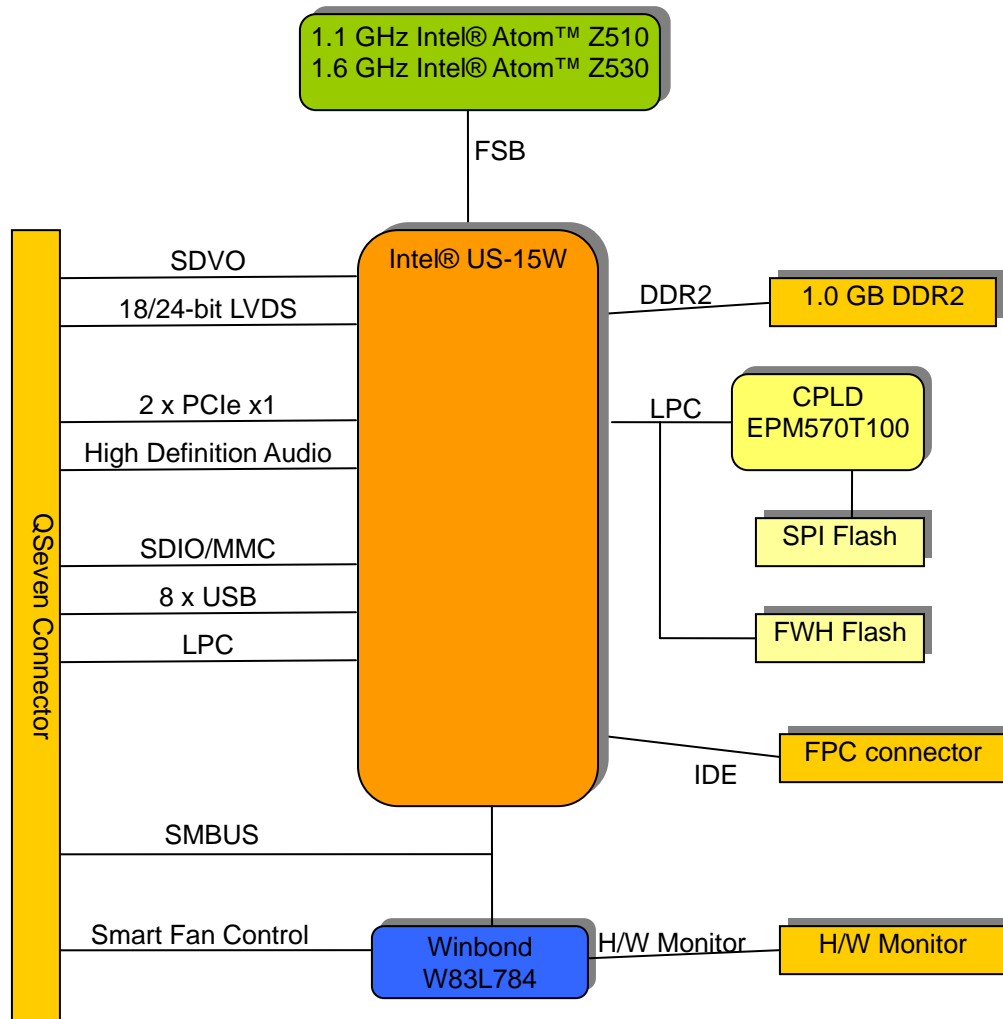 1.1 GHz Intel® Atom™ Z510
1.6 GHz Intel® Atom™ Z530
FSB
Intel® US-15W
SDVO
18/24-bit LVDS
2 x PCIe x1
High Definition Audio
SDIO/MMC
8 x USB
LPC
QSeven Connector
DDR2
1.0 GB DDR2
LPC
CPLD
EPM570T100
SPI Flash
FWH Flash
IDE
FPC connector
SMBUS
Smart Fan Control
Winbond
W83L784
H/W Monitor
H/W Monitor